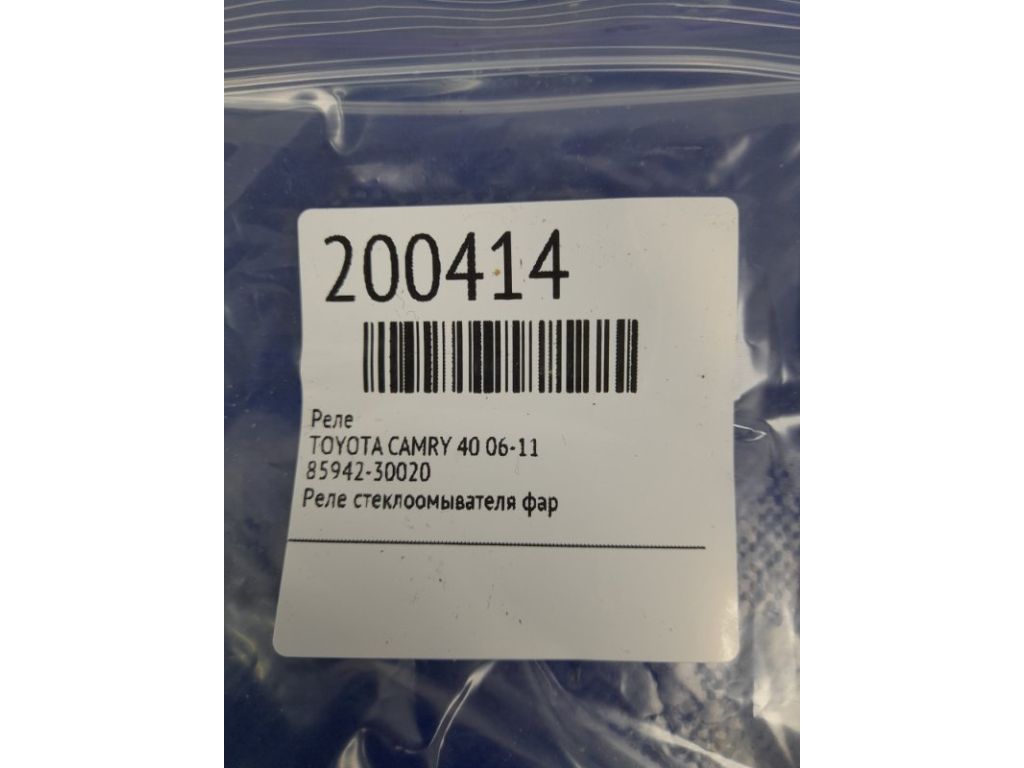 200414
Реле
TOYOTA CAMRY 40 06-11
85942-30020
Реле стеклоомывателя фар